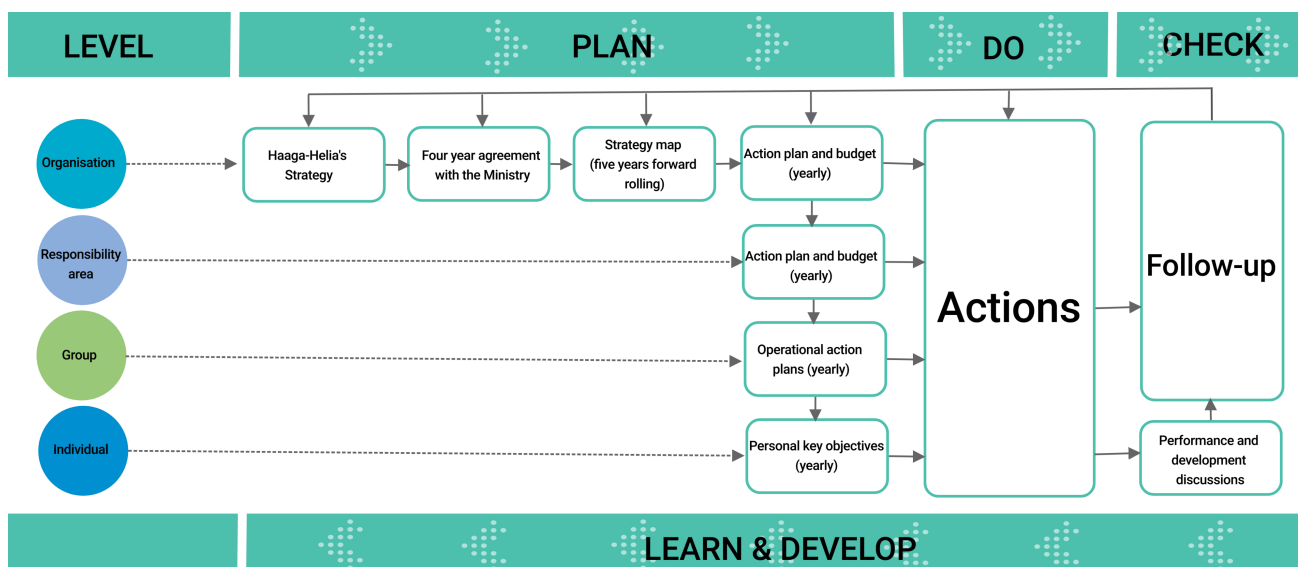 LEVEL
PLAN
DO
CHECK
Organisation
Haaga-Helia's
Strategy
Four year agreement
with the Ministry
Strategy map
(five years forward
rolling)
Action plan and budget
(yearly)
Responsibility
area
Action plan and budget
(yearly)
Group
Operational action
plans (yearly)
Individual
Personal key objectives
(yearly)
Actions
Follow-up
Performance and
development
discussions
LEARN & DEVELOP